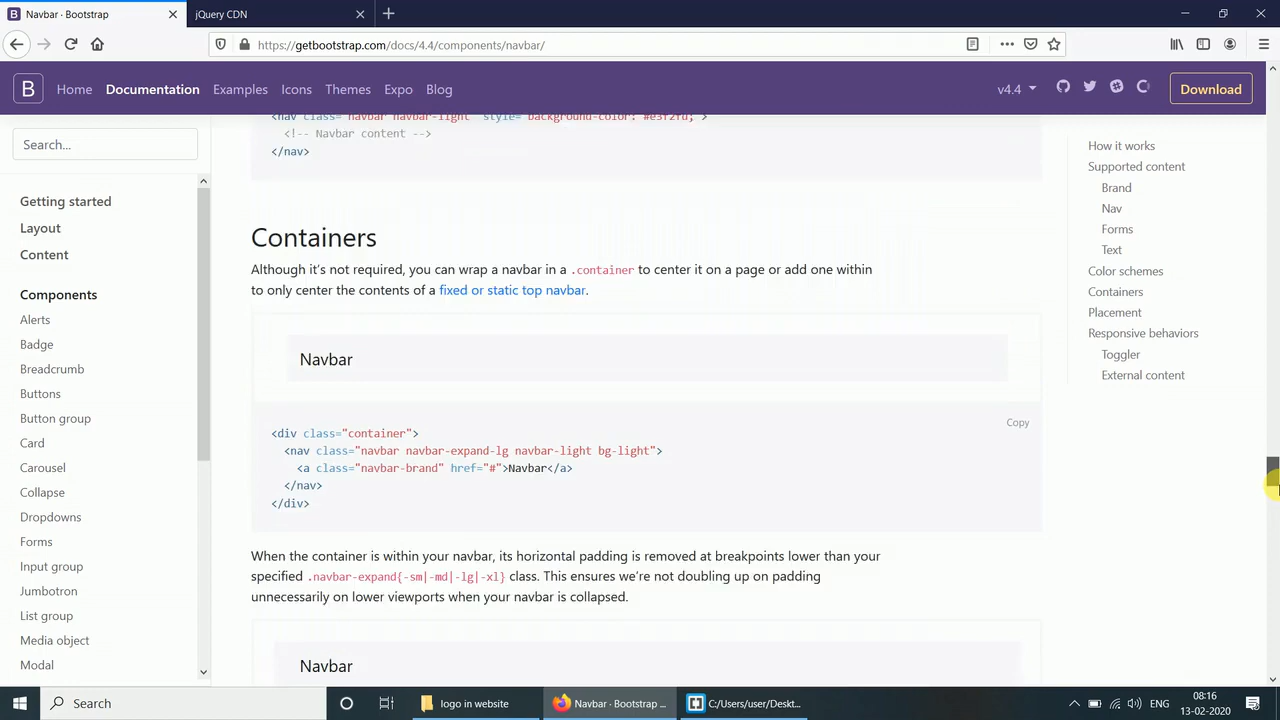 Navbar · Bootstrap
jQuery CDN
https://getbootstrap.com/docs/4.4/components/navbar/
B
Home
Documentation
Examples
Icons
Themes
Expo
Blog
v4.4
Download
Search...
Getting started
Layout
Content
Components
Alerts
Badge
Breadcrumb
Buttons
Button group
Card
Carousel
Collapse
Dropdowns
Forms
Input group
Jumbotron
List group
Media object
Modal
<nav class="navbar navbar-light" style="background-color: #e3f2fd;">
<!-- Navbar content -->
</nav>
Containers
Although it's not required, you can wrap a navbar in a .container to center it on a page or add one within
to only center the contents of a fixed or static top navbar.
Navbar
Copy
<div class="container">
<nav class="navbar navbar-expand-lg navbar-light bg-light">
<a class="navbar-brand" href="#">Navbar</a>
</nav>
</div>
When the container is within your navbar, its horizontal padding is removed at breakpoints lower than your
specified .navbar-expand{-sm|-md|-lg|-xl} class. This ensures we're not doubling up on padding
unnecessarily on lower viewports when your navbar is collapsed.
Navbar
How it works
Supported content
Brand
Nav
Forms
Text
Color schemes
Containers
Placement
Responsive behaviors
Toggler
External content
Search
logo in website
Navbar · Bootstrap ...
C:/Users/user/Deskt...
ENG
08:16
13-02-2020